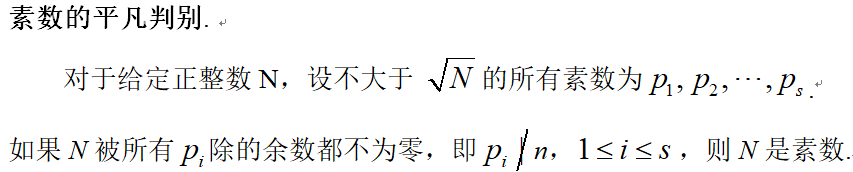 素数的平凡判别.
对于给定正整数N，设不大于 √N 的所有素数为 p₁, p₂, ⋯, pₛ.
如果 N 被所有 pᵢ 除的余数都不为零，即 pᵢ ∤ n，1 ≤ i ≤ s，则 N 是素数.